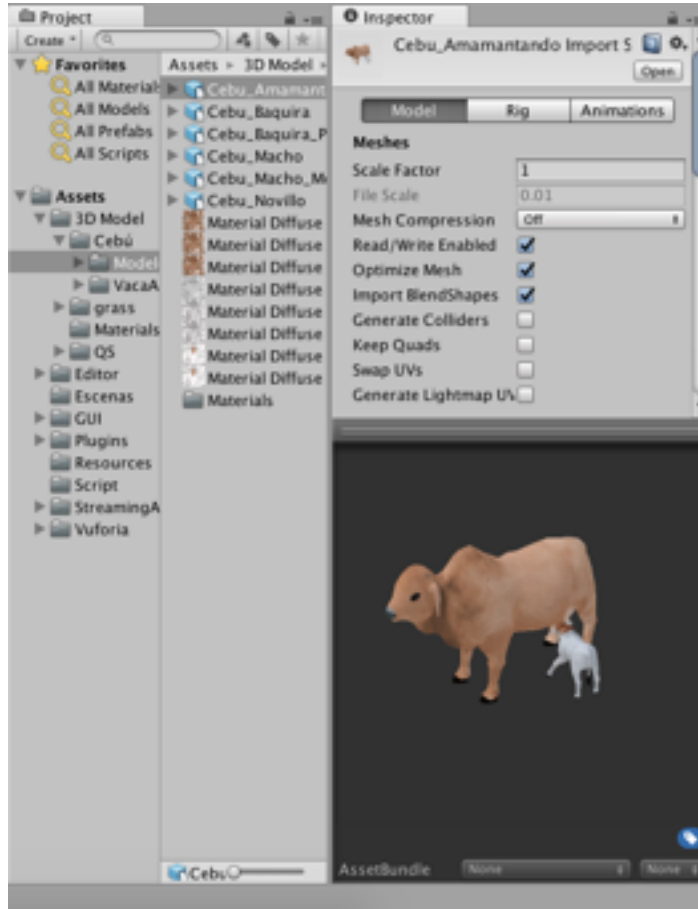 Project
Create
Favorites
All Material
All Models
All Prefabs
All Scripts
Assets
3D Model
Cebú
Model
VacaA
grass
Materials
QS
Editor
Escenas
GUI
Plugins
Resources
Script
StreamingA
Vuforia
Assets ▸ 3D Model ▸
Cebu_Amamant
Cebu_Baquira
Cebu_Baquira_P
Cebu_Macho
Cebu_Macho_M
Cebu_Novillo
Material Diffuse
Material Diffuse
Material Diffuse
Material Diffuse
Material Diffuse
Material Diffuse
Material Diffuse
Material Diffuse
Materials
Cebu
Inspector
Cebu_Amamantando Import S
Open
Model Rig Animations
Meshes
Scale Factor 1
File Scale 0.01
Mesh Compression Off
Read/Write Enabled
Optimize Mesh
Import BlendShapes
Generate Colliders
Keep Quads
Swap UVs
Generate Lightmap UV
AssetBundle None None